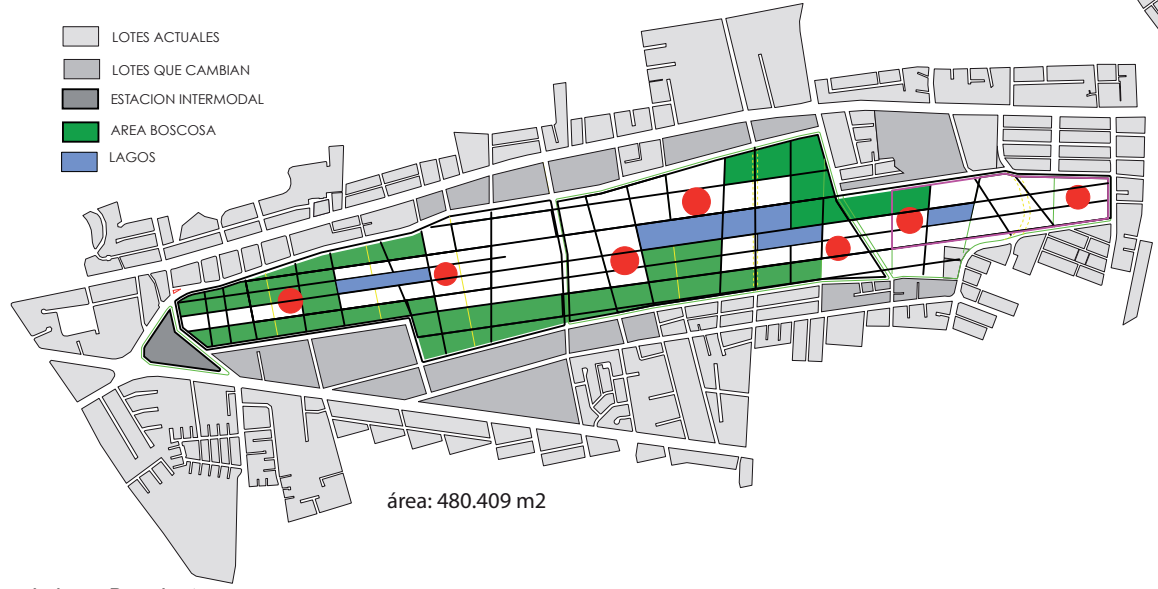 LOTES ACTUALES
LOTES QUE CAMBIAN
ESTACION INTERMODAL
AREA BOSCOSA
LAGOS
área: 480.409 m2